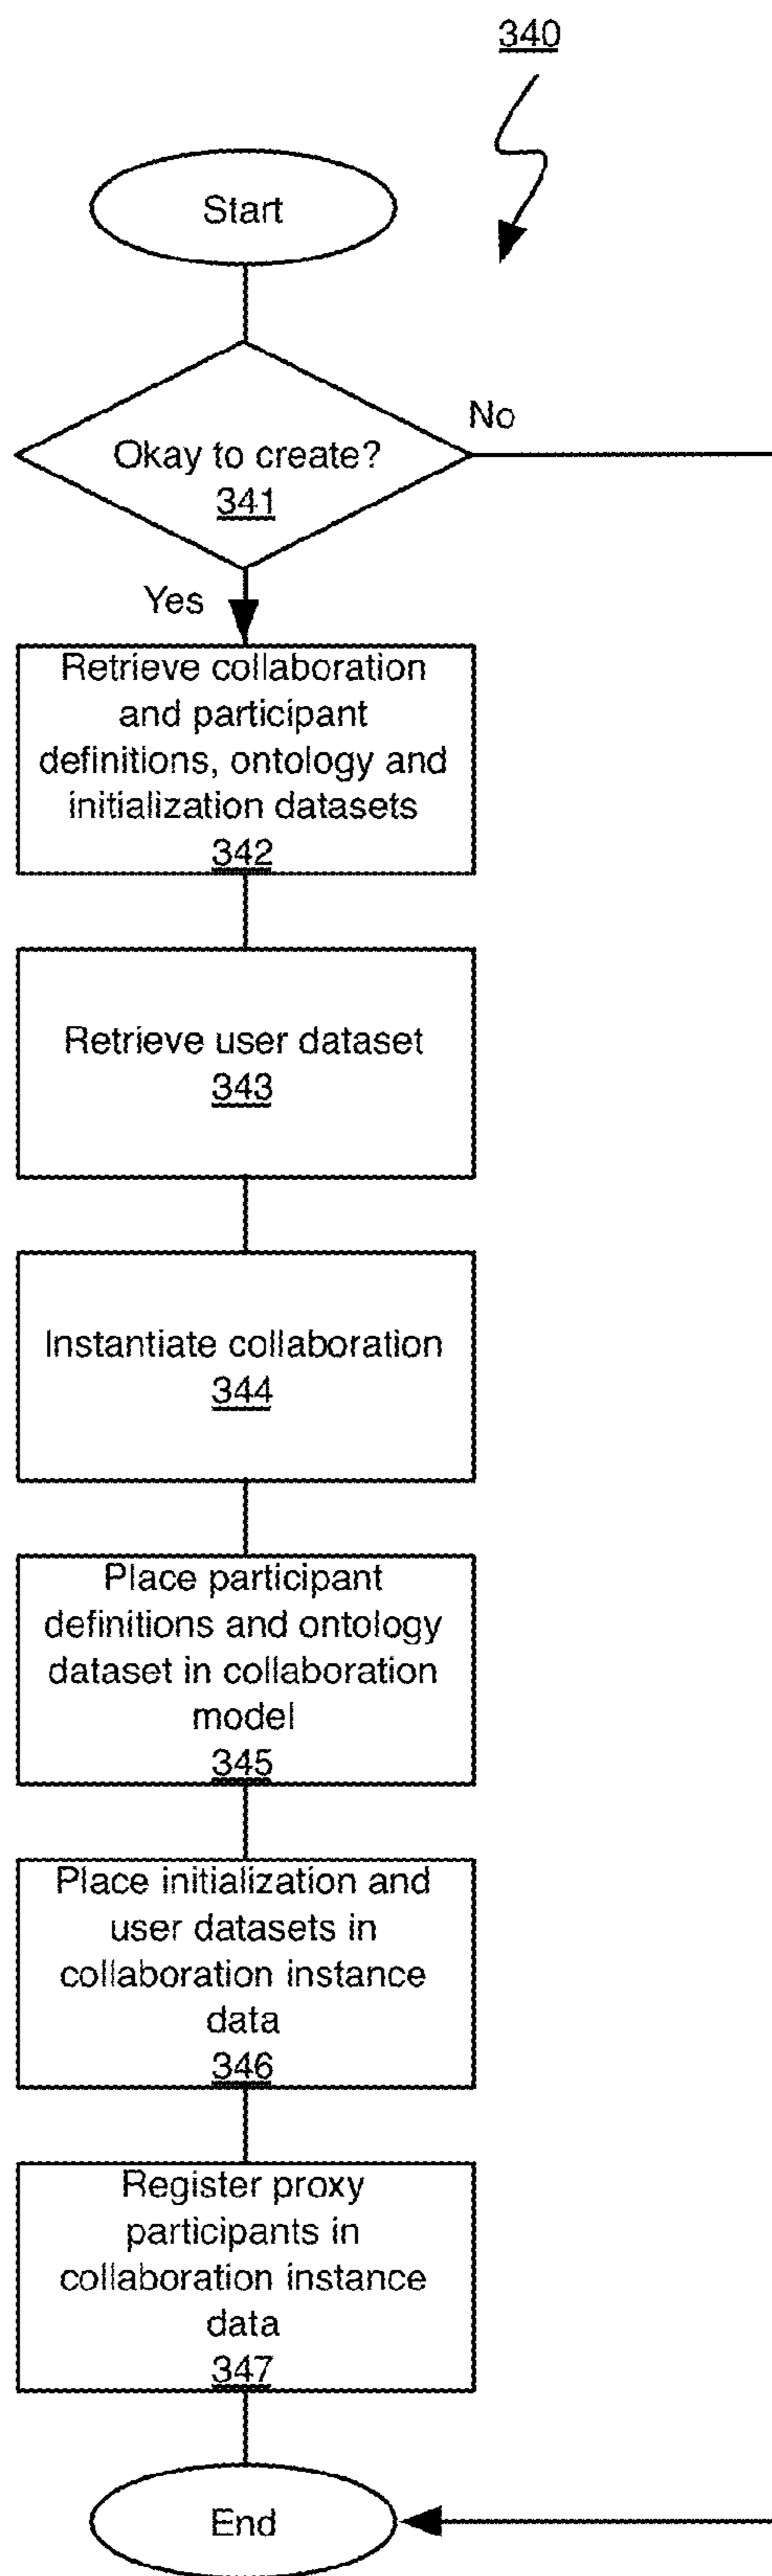 340
Start
Okay to create?
341
No
Yes
Retrieve collaboration
and participant
definitions, ontology and
initialization datasets
342
Retrieve user dataset
343
Instantiate collaboration
344
Place participant
definitions and ontology
dataset in collaboration
model
345
Place initialization and
user datasets in
collaboration instance
data
346
Register proxy
participants in
collaboration instance
data
347
End